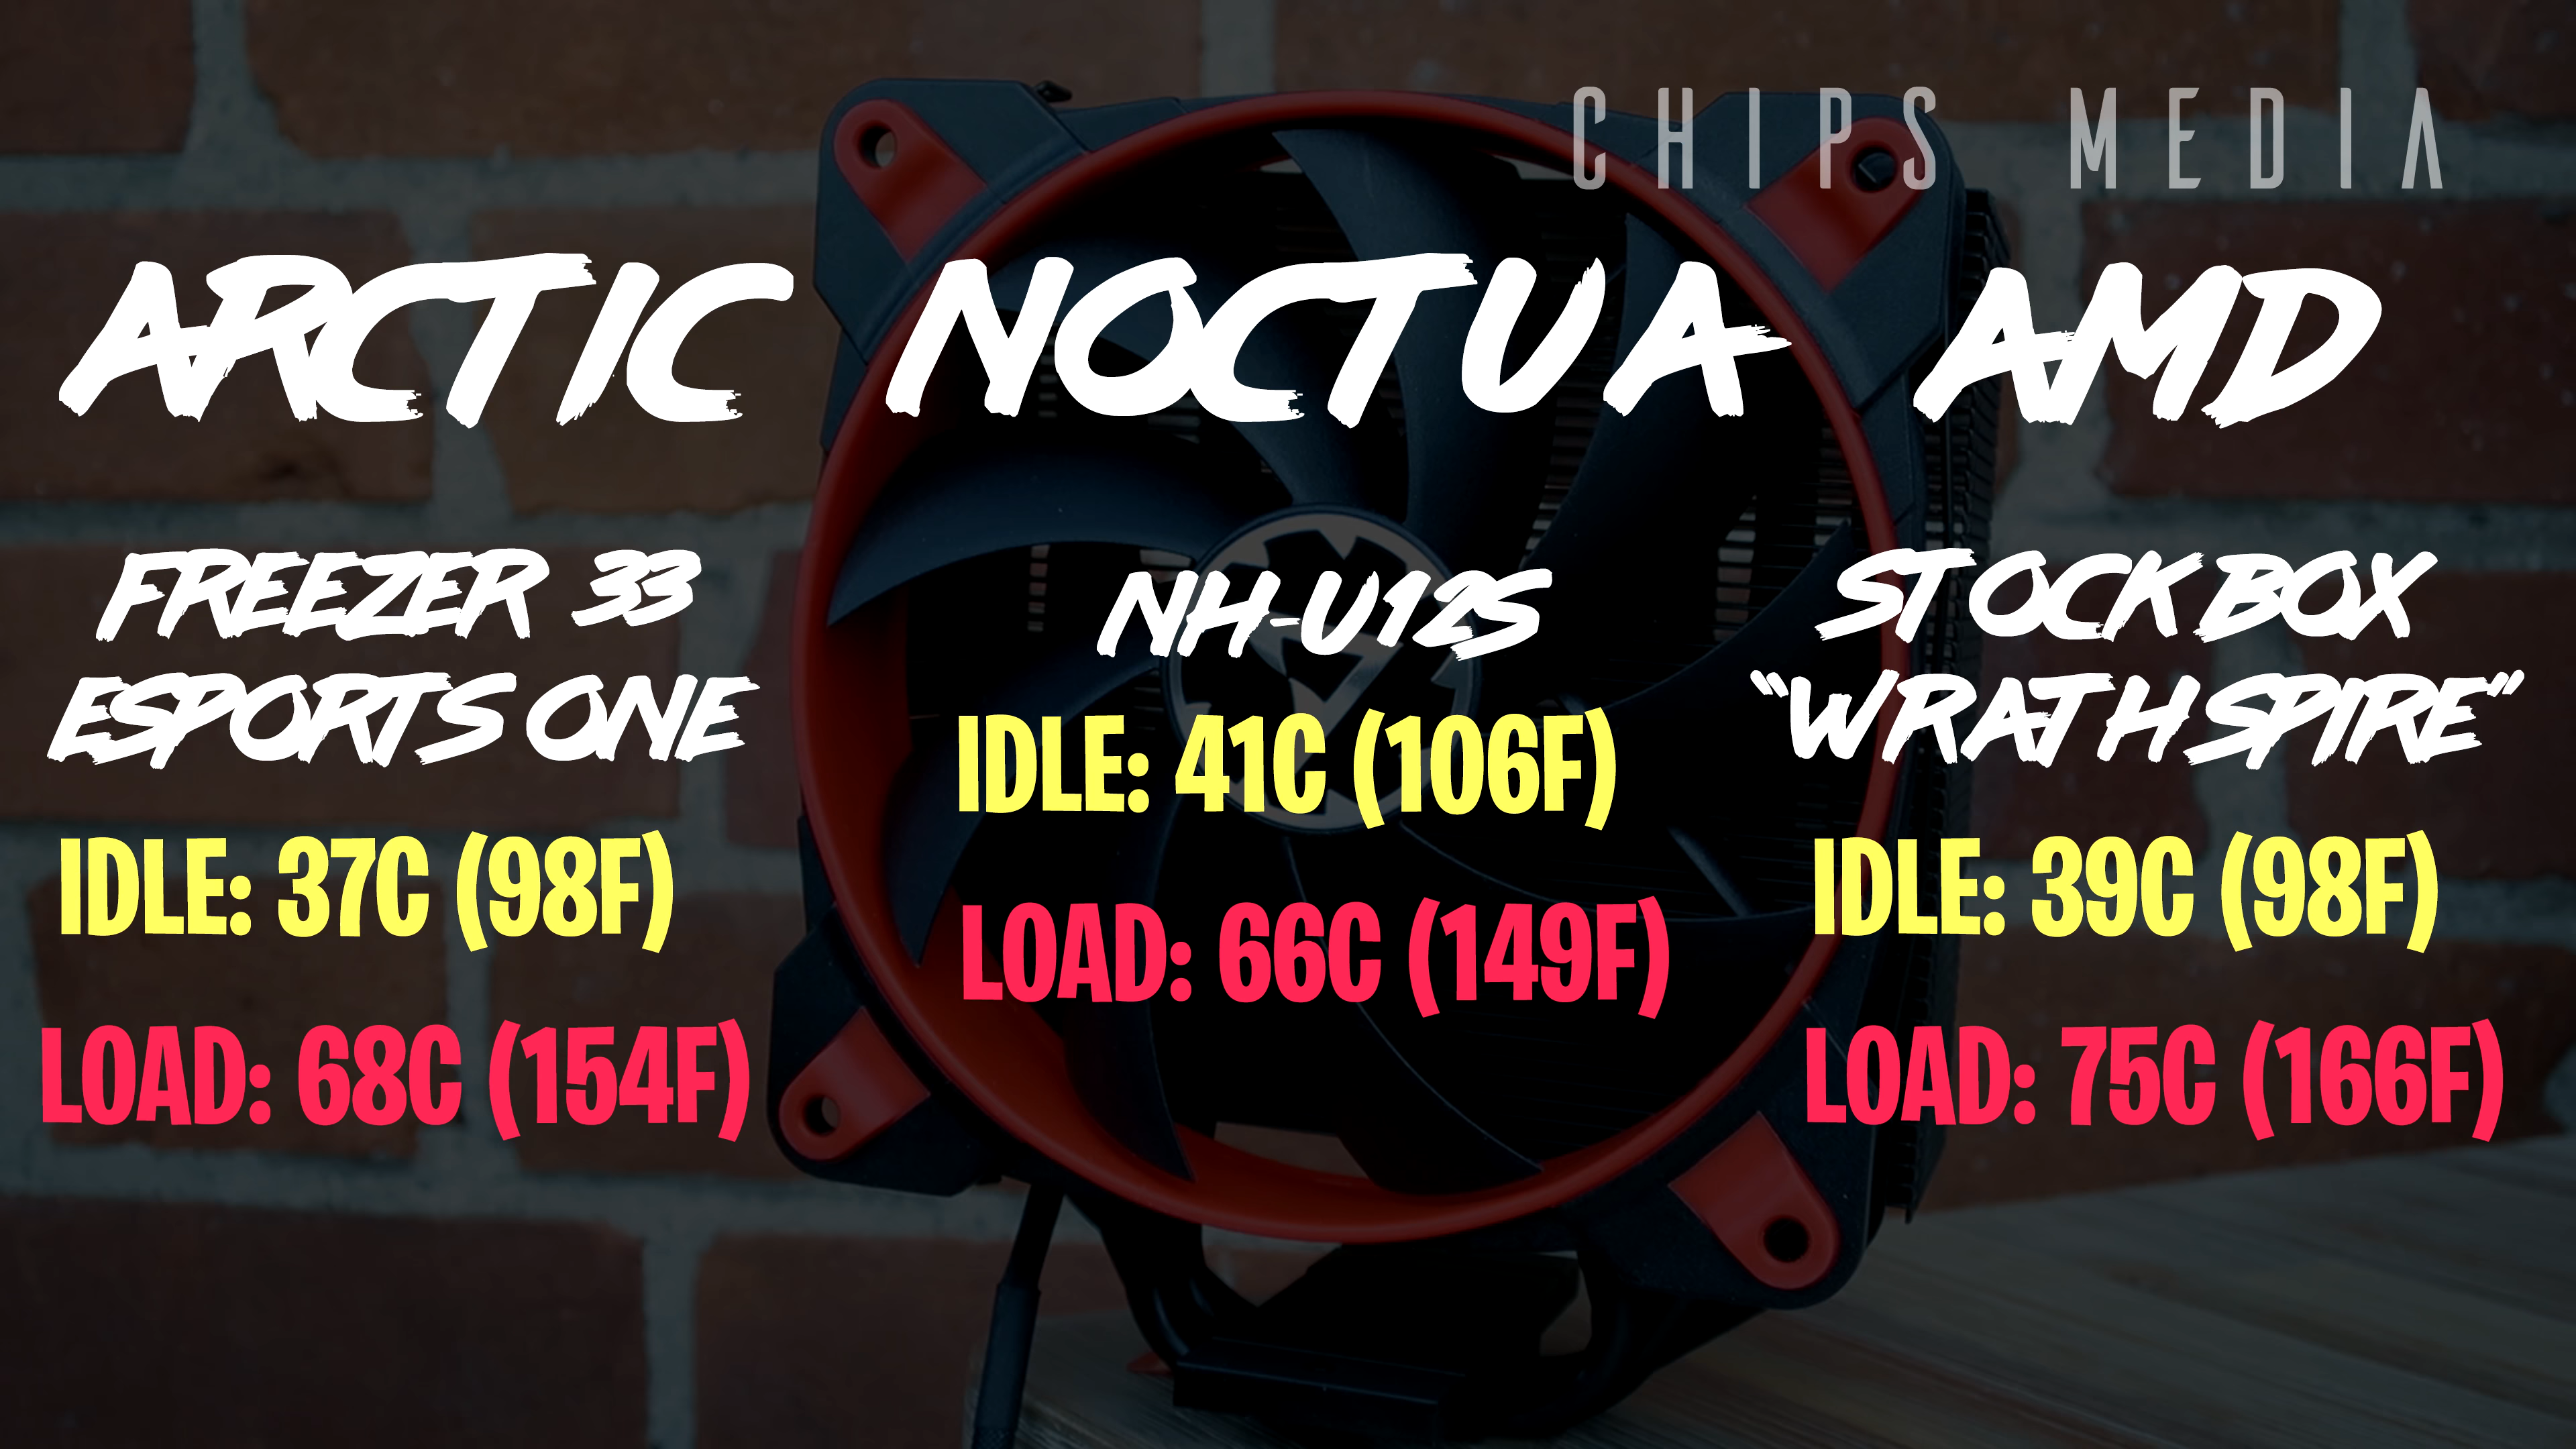 CHIPS MEDIA
ARCTIC
FREEZER 33
ESPORTS ONE
IDLE: 37C (98F)
LOAD: 68C (154F)
NOCTUA
NH-U12S
IDLE: 41C (106F)
LOAD: 66C (149F)
AMD
STOCK BOX
"WRATH SPIRE"
IDLE: 39C (98F)
LOAD: 75C (166F)